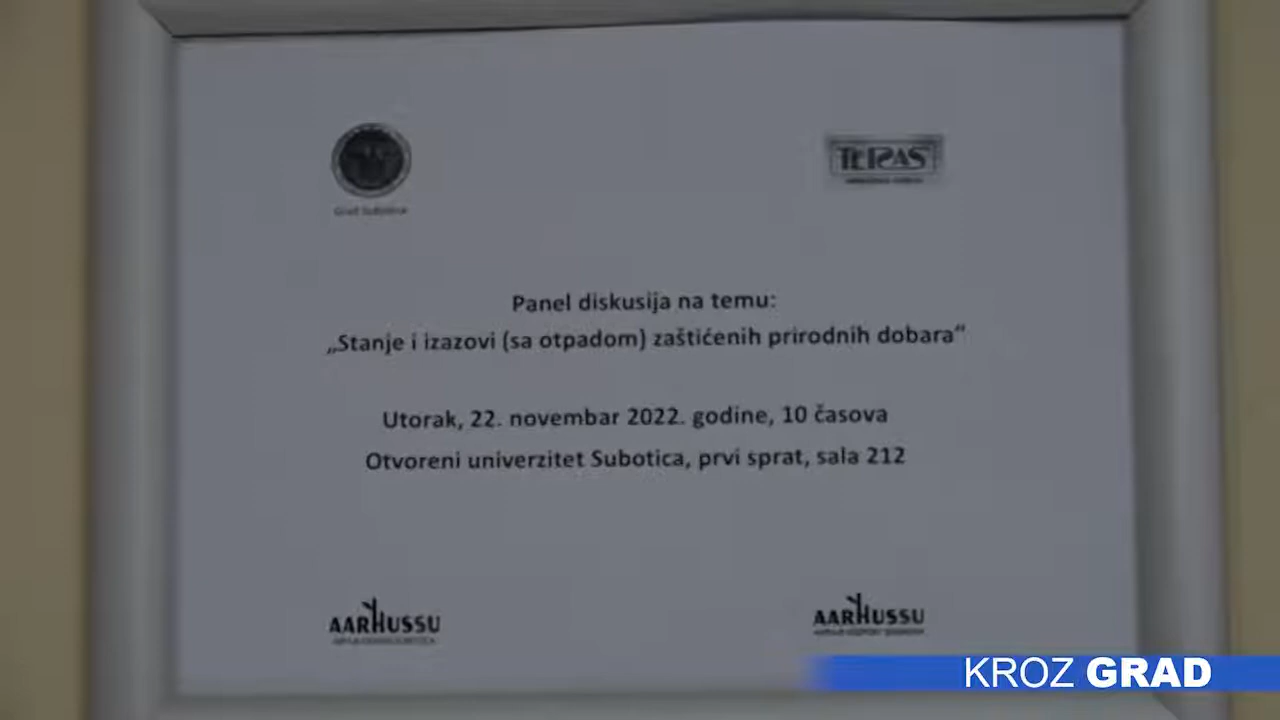 Grad Subotica
TERAS
Panel diskusija na temu:
„Stanje i izazovi (sa otpadom) zaštićenih prirodnih dobara“
Utorak, 22. novembar 2022. godine, 10 časova
Otvoreni univerzitet Subotica, prvi sprat, sala 212
AARHUSSU
AARHUSSU
KROZ GRAD